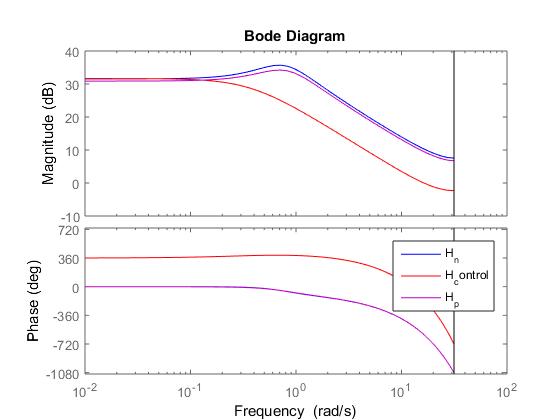 Bode Diagram
Magnitude (dB)
40
30
20
10
0
-10
Phase (deg)
720
360
0
-360
-720
-1080
H_n
H_control
H_p
10^-2
10^-1
10^0
10^1
10^2
Frequency (rad/s)